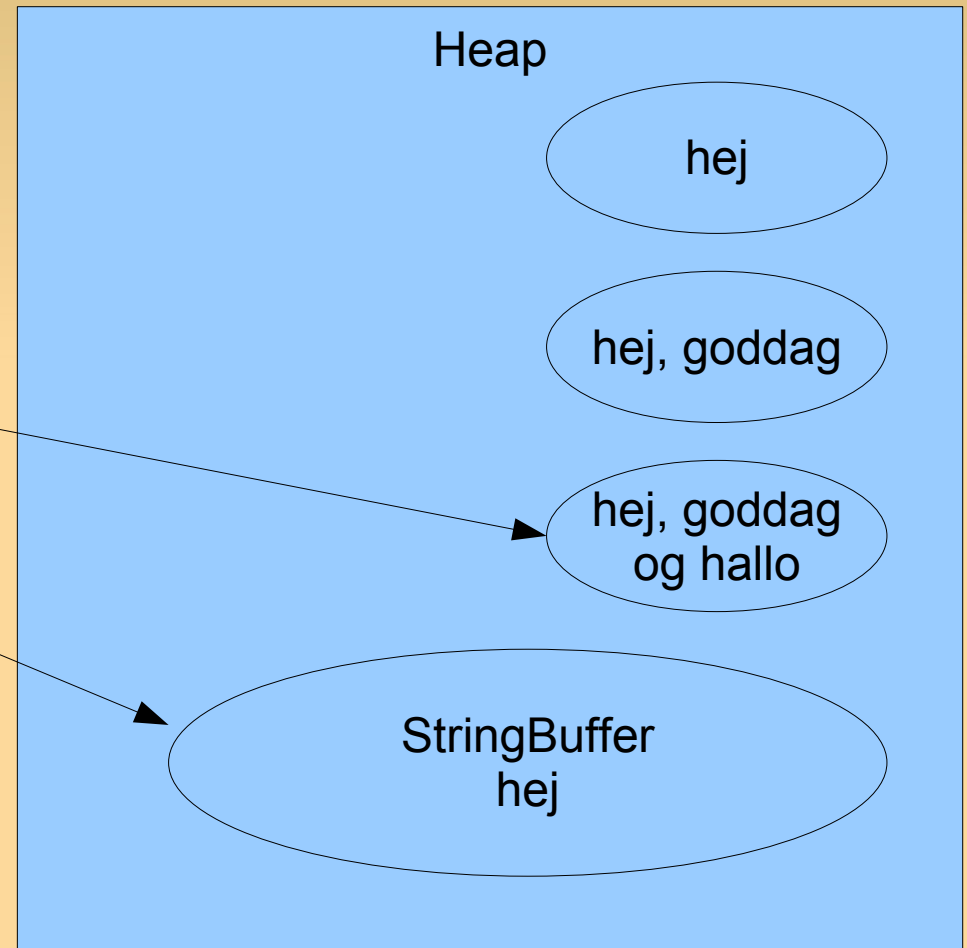 Heap
hej
hej, goddag
hej, goddag
og hallo
StringBuffer
hej